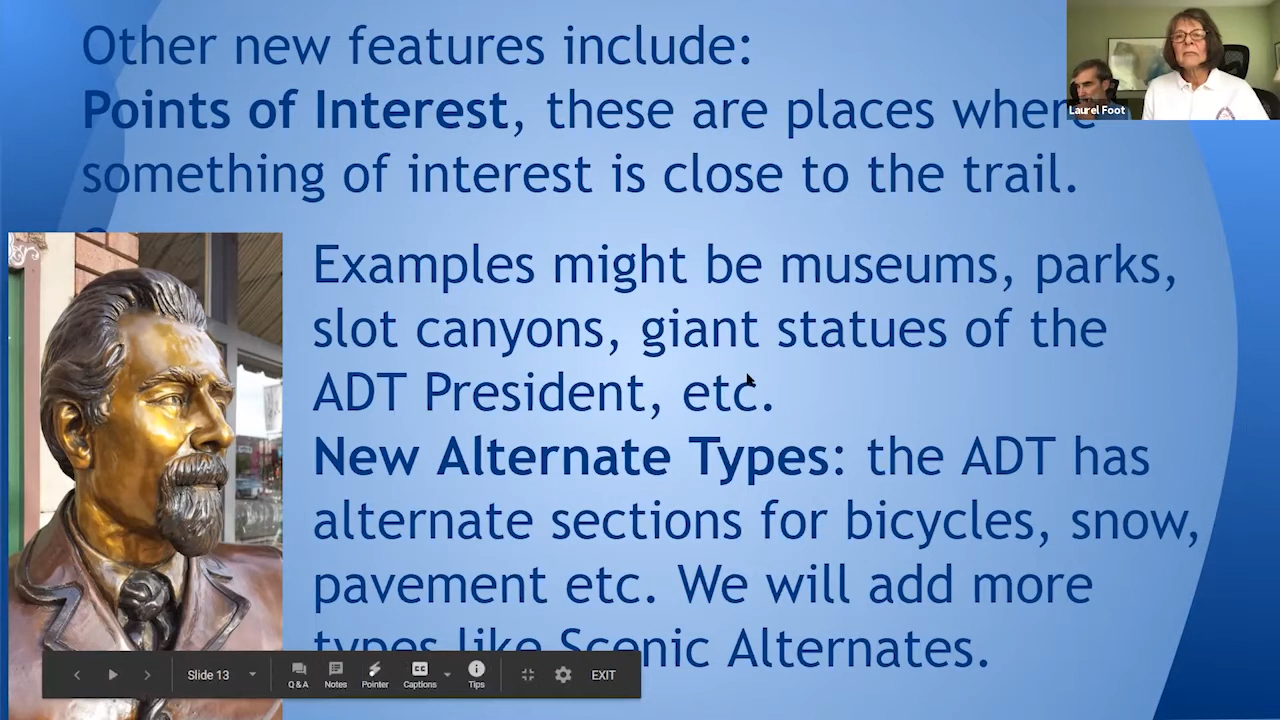 Other new features include:
Points of Interest, these are places where
something of interest is close to the trail.
Examples might be museums, parks,
slot canyons, giant statues of the
ADT President, etc.
New Alternate Types: the ADT has
alternate sections for bicycles, snow,
pavement etc. We will add more
types like Scenic Alternates.
Laurel Foot
Slide 13
Q & A
Notes
Pointer
Captions
Tips
EXIT